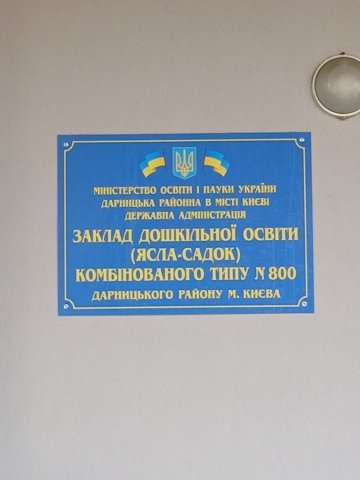 МІНІСТЕРСТВО ОСВІТИ І НАУКИ УКРАЇНИ
ДАРНИЦЬКА РАЙОННА В МІСТІ КИЄВІ
ДЕРЖАВНА АДМІНІСТРАЦІЯ
ЗАКЛАД ДОШКІЛЬНОЇ ОСВІТИ
(ЯСЛА-САДОК)
КОМБІНОВАНОГО ТИПУ N 800
ДАРНИЦЬКОГО РАЙОНУ М. КИЄВА